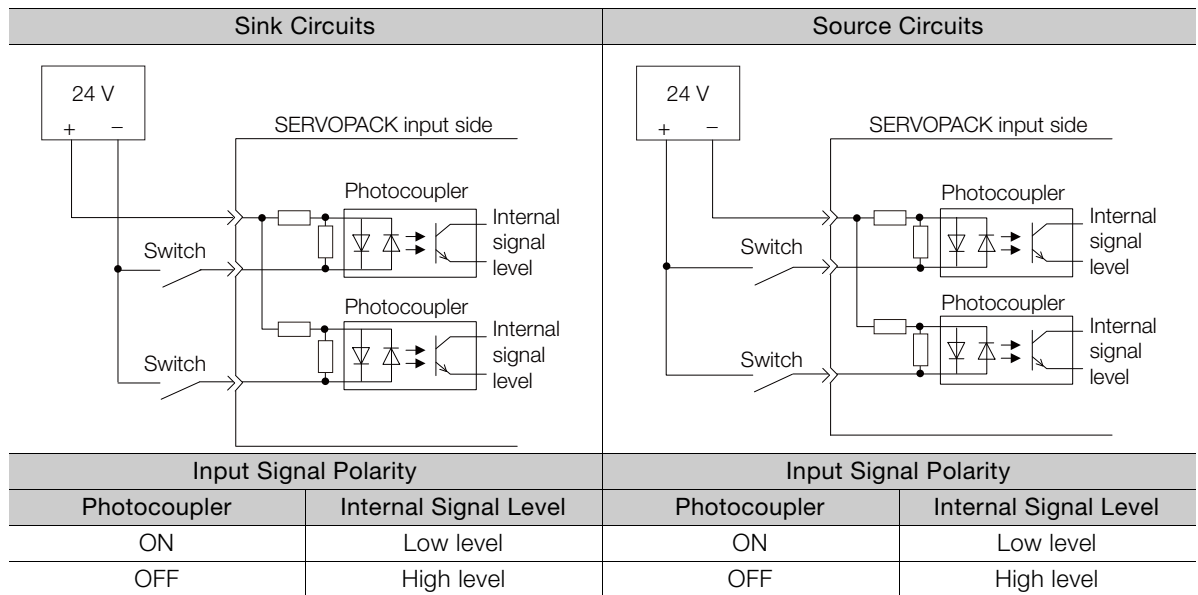 Sink Circuits
Source Circuits
24 V
+ −
SERVOPACK input side
Photocoupler
Internal
signal
level
Switch
Photocoupler
Internal
signal
level
Switch
24 V
+ −
SERVOPACK input side
Photocoupler
Internal
signal
level
Switch
Photocoupler
Internal
signal
level
Switch
Input Signal Polarity
Input Signal Polarity
Photocoupler Internal Signal Level Photocoupler Internal Signal Level
ON Low level ON Low level
OFF High level OFF High level